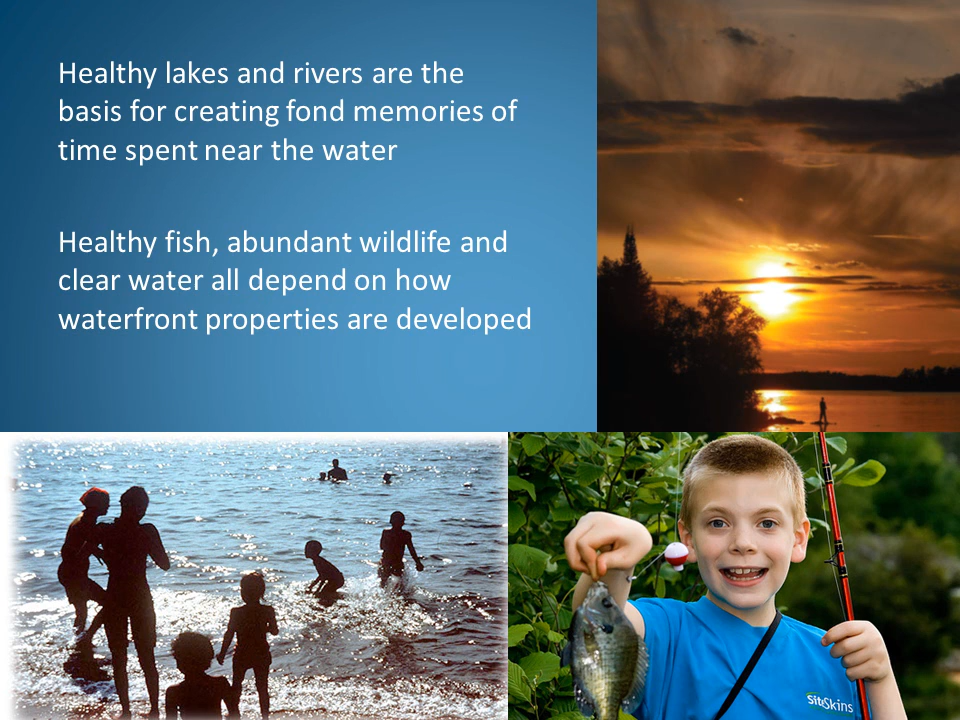 Healthy lakes and rivers are the
basis for creating fond memories of
time spent near the water
Healthy fish, abundant wildlife and
clear water all depend on how
waterfront properties are developed
SiteSkins